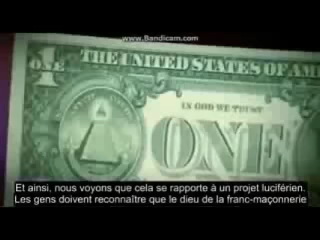 www.Bandicam.com
THE UNITED STATES OF AM
ONE
IN GOD WE TRUST
ONE
Et ainsi, nous voyons que cela se rapporte à un projet luciférien.
Les gens doivent reconnaître que le dieu de la franc-maçonnerie